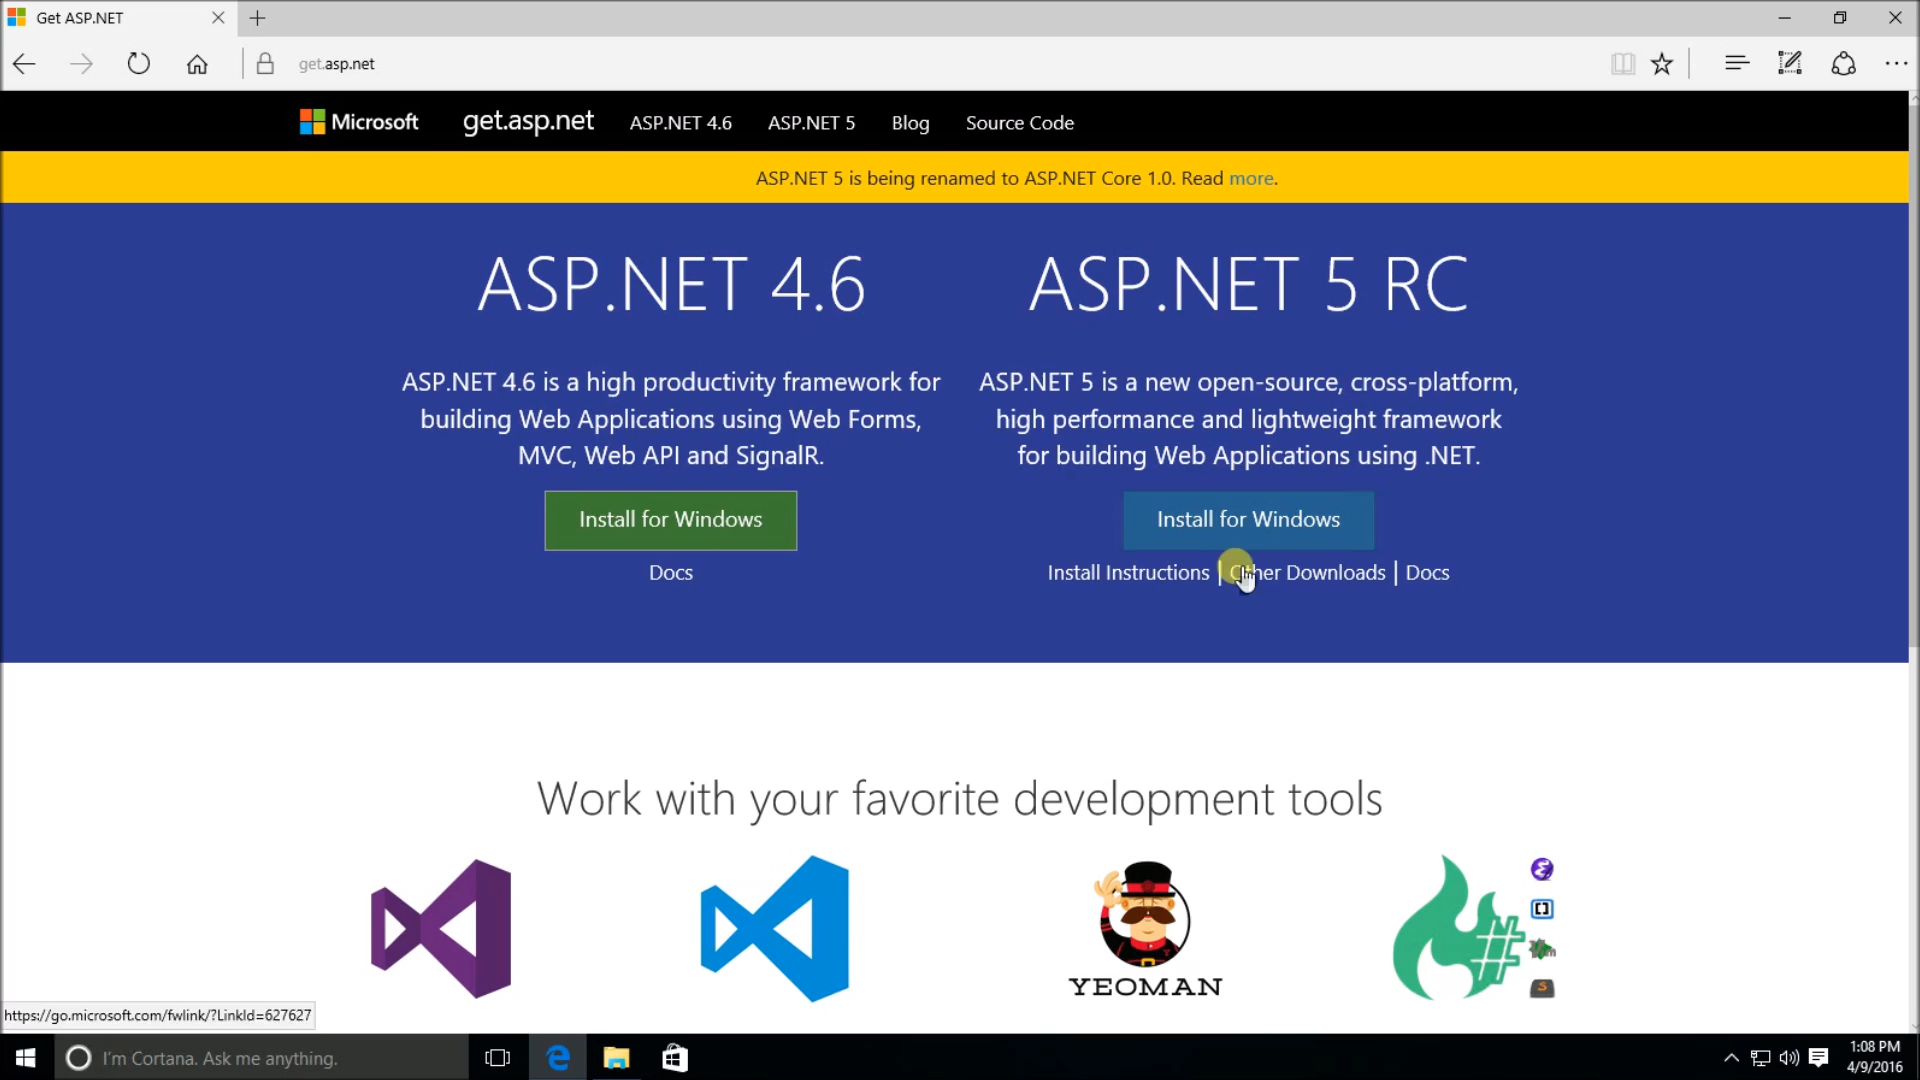 Get ASP.NET
get.asp.net
Microsoft get.asp.net ASP.NET 4.6 ASP.NET 5 Blog Source Code
ASP.NET 5 is being renamed to ASP.NET Core 1.0. Read more.
ASP.NET 4.6
ASP.NET 4.6 is a high productivity framework for
building Web Applications using Web Forms,
MVC, Web API and SignalR.
Install for Windows
Docs
ASP.NET 5 RC
ASP.NET 5 is a new open-source, cross-platform,
high performance and lightweight framework
for building Web Applications using .NET.
Install for Windows
Install Instructions | Other Downloads | Docs
Work with your favorite development tools
YEOMAN
#
S
https://go.microsoft.com/fwlink/?LinkId=627627
I'm Cortana. Ask me anything.
1:08 PM
4/9/2016